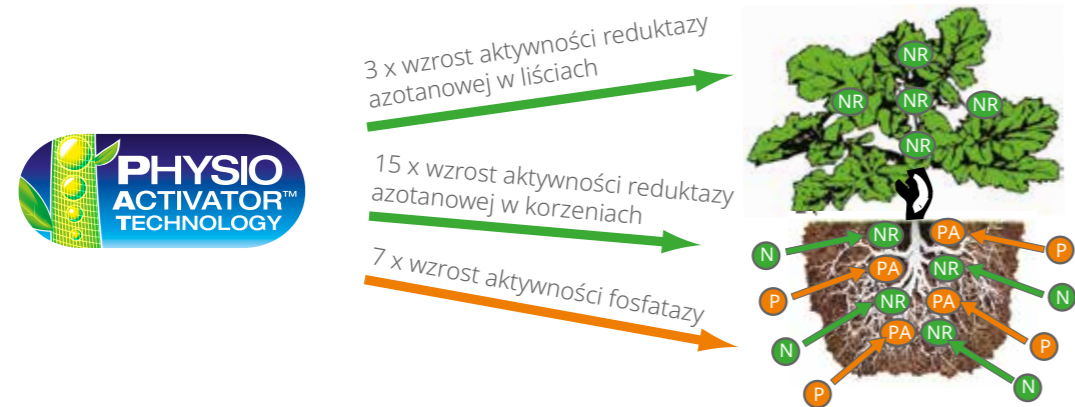 PHYSIO
ACTIVATOR™
TECHNOLOGY
3 x wzrost aktywności reduktazy
azotanowej w liściach
15 x wzrost aktywności reduktazy
azotanowej w korzeniach
7 x wzrost aktywności fosfatazy
NR
NR
NR
NR
NR
N
NR
PA
P
P
PA
NR
N
N
NR
PA
P
P
PA
NR
N